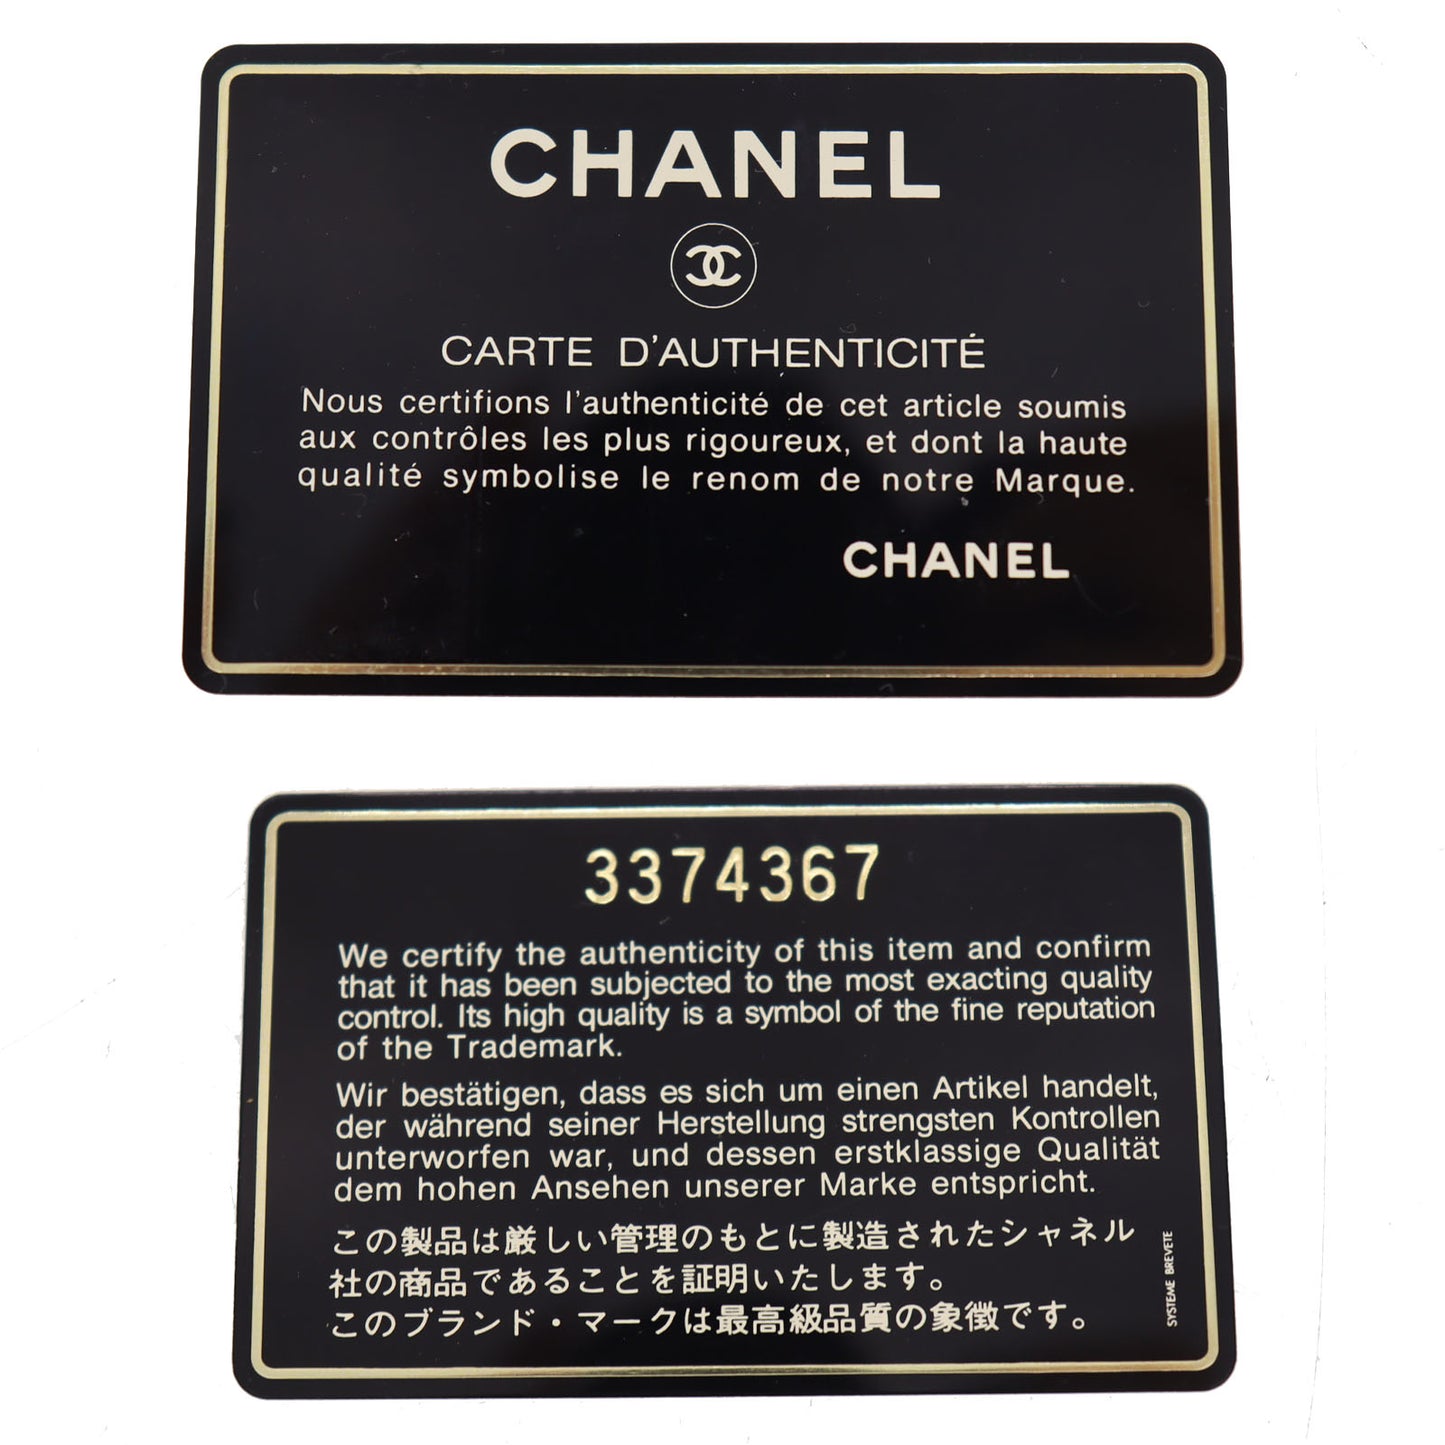 CHANEL
CARTE D'AUTHENTICITÉ
Nous certifions l'authenticité de cet article soumis
aux contrôles les plus rigoureux, et dont la haute
qualité symbolise le renom de notre Marque.
CHANEL
3374367
We certify the authenticity of this item and confirm
that it has been subjected to the most exacting quality
control. Its high quality is a symbol of the fine reputation
of the Trademark.
Wir bestätigen, dass es sich um einen Artikel handelt,
der während seiner Herstellung strengsten Kontrollen
unterworfen war, und dessen erstklassige Qualität
dem hohen Ansehen unserer Marke entspricht.
この製品は厳しい管理のもとに製造されたシャネル
社の商品であることを証明いたします。
このブランド・マークは最高級品質の象徴です。
SYSTEME BREVETE